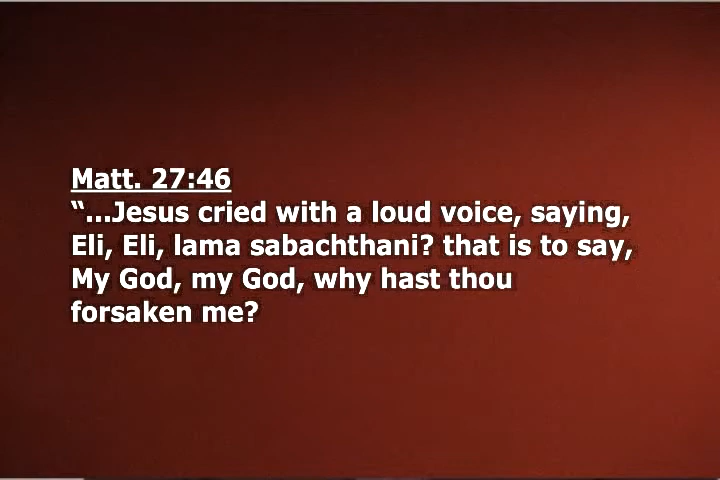 Matt. 27:46
“...Jesus cried with a loud voice, saying,
Eli, Eli, lama sabachthani? that is to say,
My God, my God, why hast thou
forsaken me?